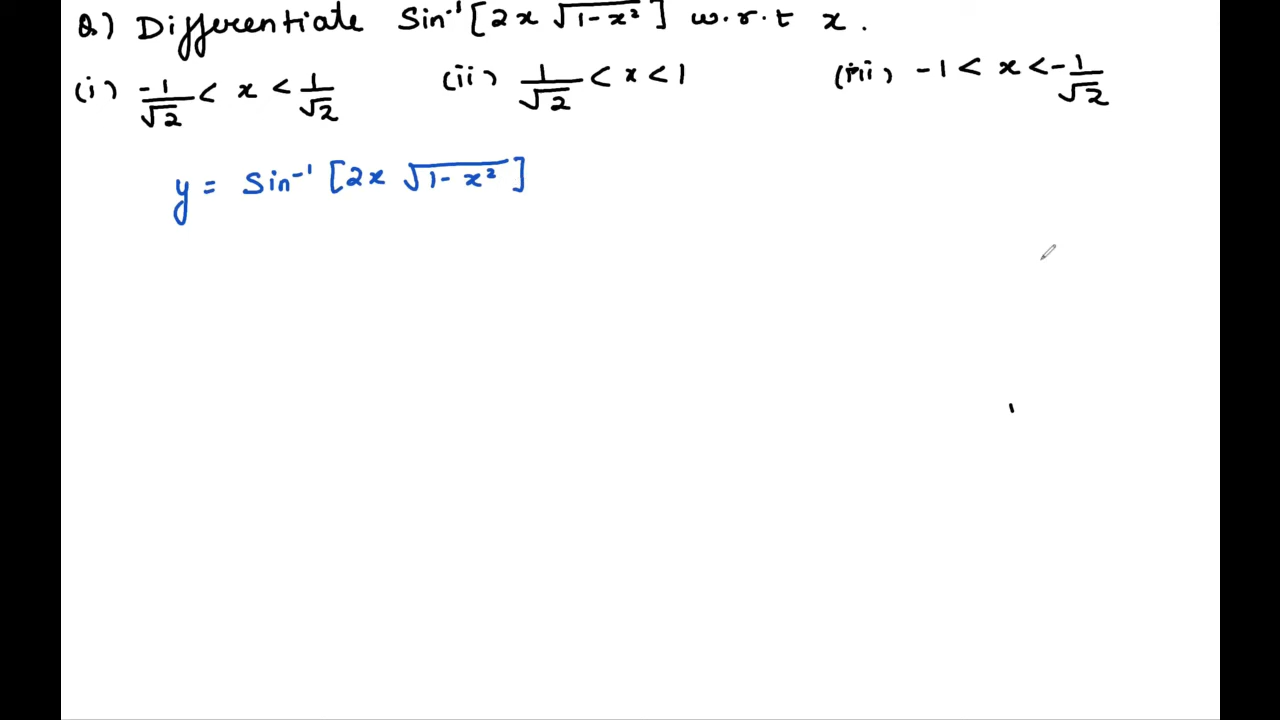 Q) Differentiate Sin⁻¹ [2x √(1-x²)] w.r.t x.
(i) -1/√2 < x < 1/√2 (ii) 1/√2 < x < 1 (iii) -1 < x < -1/√2
y = Sin⁻¹ [2x √(1-x²)]